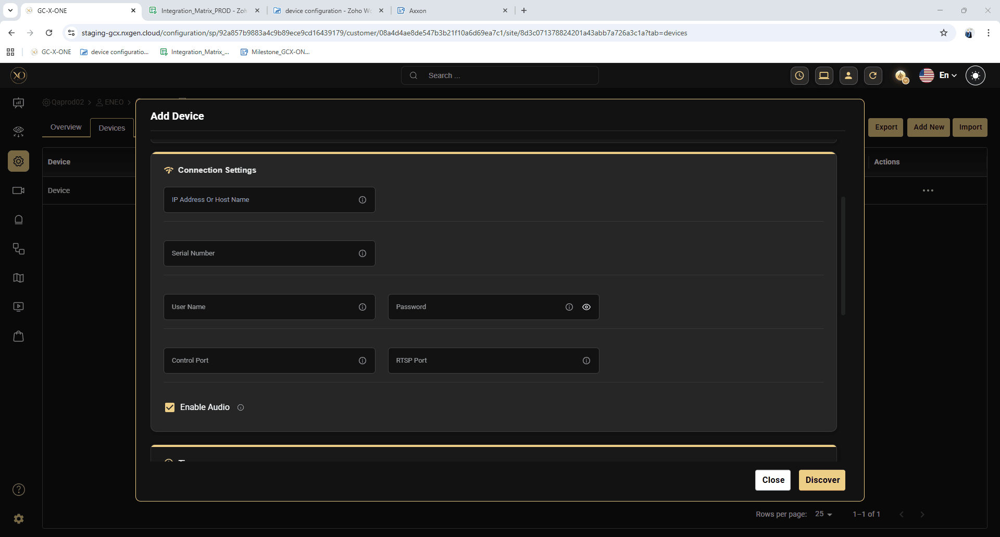 GC-X-ONE
Integration_Matrix_PROD - Zoh
device configuration - Zoho Wo
Axxon
staging-gcx.nxgen.cloud/configuration/sp/92a857b9883a4c9b89ece9cd16439179/customer/08a4d4ae8de547b3b21f10a6d69ea7c1/site/8d3c071378824201a43abb7a726a3c1a?tab=devices
GC-X-ONE
device configuratio...
Integration_Matrix_...
Milestone_GCX-ON...
XO
Search ...
En
Qaprod02
ENEO
Overview
Devices
Export
Add New
Import
Device
Actions
Device
Add Device
Connection Settings
IP Address Or Host Name
Serial Number
User Name
Password
Control Port
RTSP Port
Enable Audio
Close
Discover
Rows per page:
25
1–1 of 1